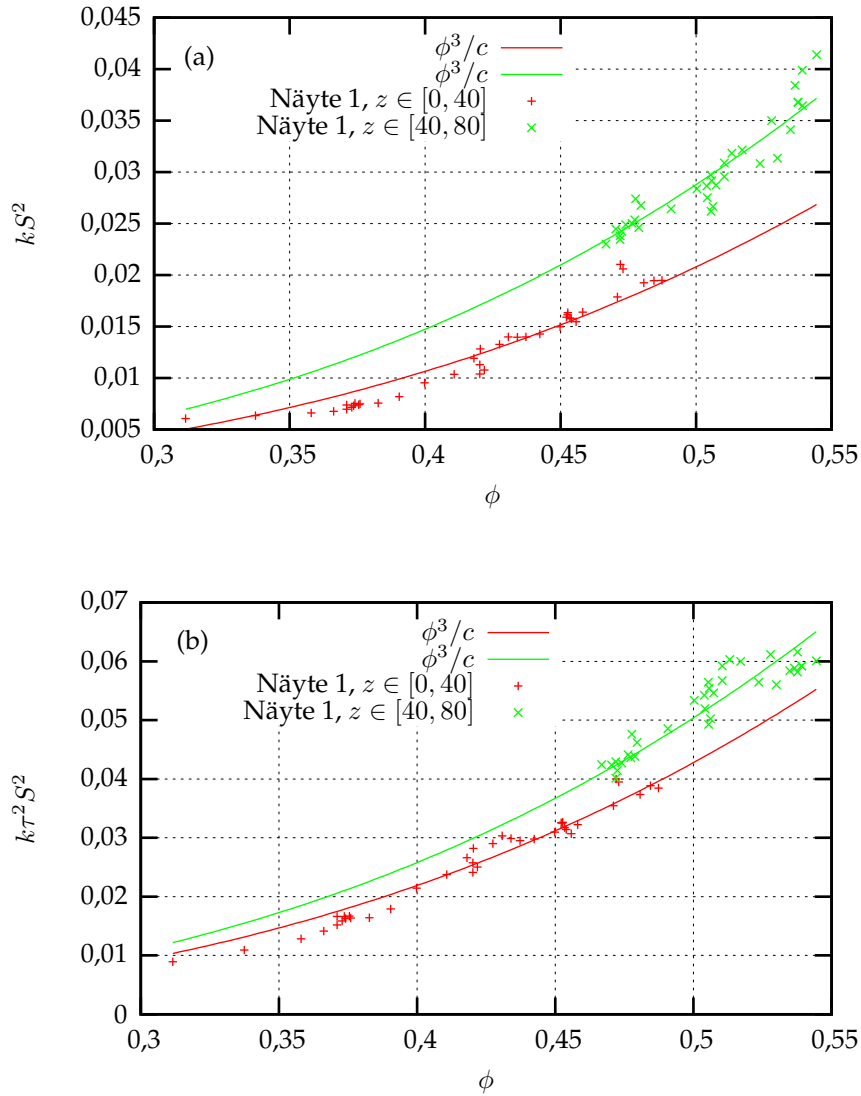 0,045
0,04
0,035
0,03
0,025
0,02
0,015
0,01
0,005
kS²
(a)
ϕ³/c
ϕ³/c
Näyte 1, z ∈ [0, 40]
Näyte 1, z ∈ [40, 80]
0,3 0,35 0,4 0,45 0,5 0,55
ϕ
0,07
0,06
0,05
0,04
0,03
0,02
0,01
0
kτ²S²
(b)
ϕ³/c
ϕ³/c
Näyte 1, z ∈ [0, 40]
Näyte 1, z ∈ [40, 80]
0,3 0,35 0,4 0,45 0,5 0,55
ϕ